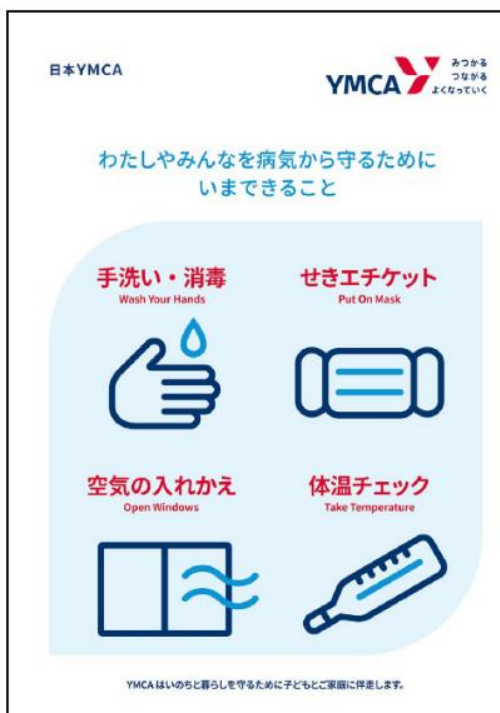 日本YMCA
YMCA
みつかる
つながる
よくなっていく
わたしやみんなを病気から守るために
いまできること
手洗い・消毒
Wash Your Hands
せきエチケット
Put On Mask
空気の入れかえ
Open Windows
体温チェック
Take Temperature
YMCAはいのちと暮らしを守るために子どもとご家庭に伴走します。